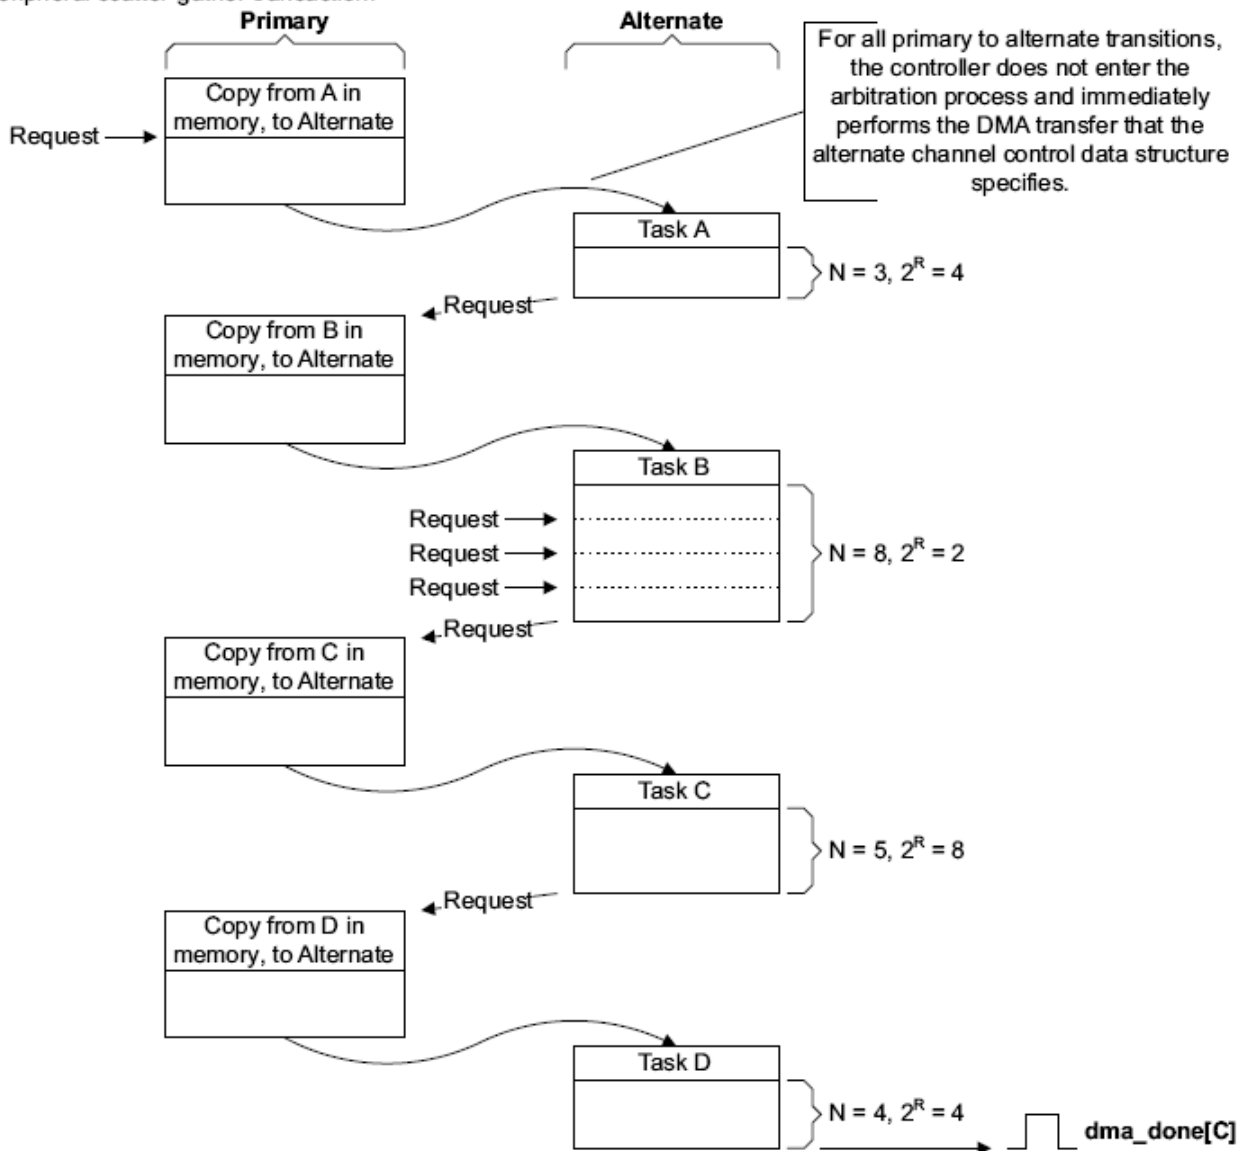 Primary
Alternate
For all primary to alternate transitions,
the controller does not enter the
arbitration process and immediately
performs the DMA transfer that the
alternate channel control data structure
specifies.
Copy from A in
memory, to Alternate
Request
Task A
N = 3, 2^R = 4
Request
Copy from B in
memory, to Alternate
Task B
Request
Request
Request
N = 8, 2^R = 2
Request
Copy from C in
memory, to Alternate
Task C
N = 5, 2^R = 8
Request
Copy from D in
memory, to Alternate
Task D
N = 4, 2^R = 4
dma_done[C]